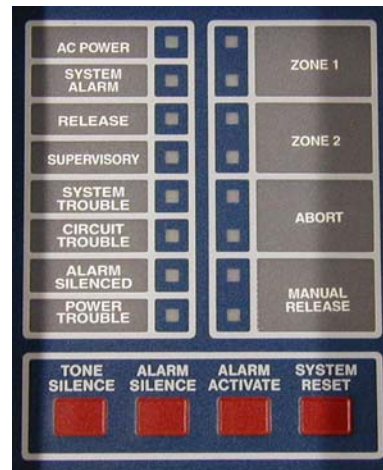 AC POWER
SYSTEM
ALARM
RELEASE
SUPERVISORY
SYSTEM
TROUBLE
CIRCUIT
TROUBLE
ALARM
SILENCED
POWER
TROUBLE
ZONE 1
ZONE 2
ABORT
MANUAL
RELEASE
TONE
SILENCE
ALARM
SILENCE
ALARM
ACTIVATE
SYSTEM
RESET